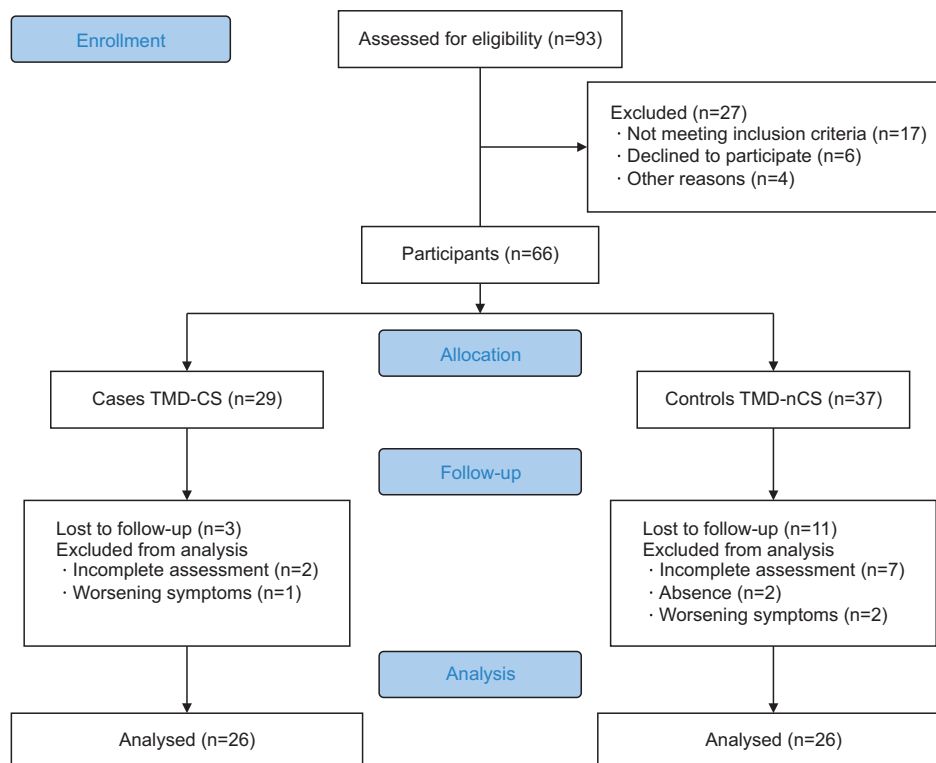 Enrollment
Assessed for eligibility (n=93)
Excluded (n=27)
· Not meeting inclusion criteria (n=17)
· Declined to participate (n=6)
· Other reasons (n=4)
Participants (n=66)
Allocation
Cases TMD-CS (n=29)
Controls TMD-nCS (n=37)
Follow-up
Lost to follow-up (n=3)
Excluded from analysis
· Incomplete assessment (n=2)
· Worsening symptoms (n=1)
Lost to follow-up (n=11)
Excluded from analysis
· Incomplete assessment (n=7)
· Absence (n=2)
· Worsening symptoms (n=2)
Analysis
Analysed (n=26)
Analysed (n=26)